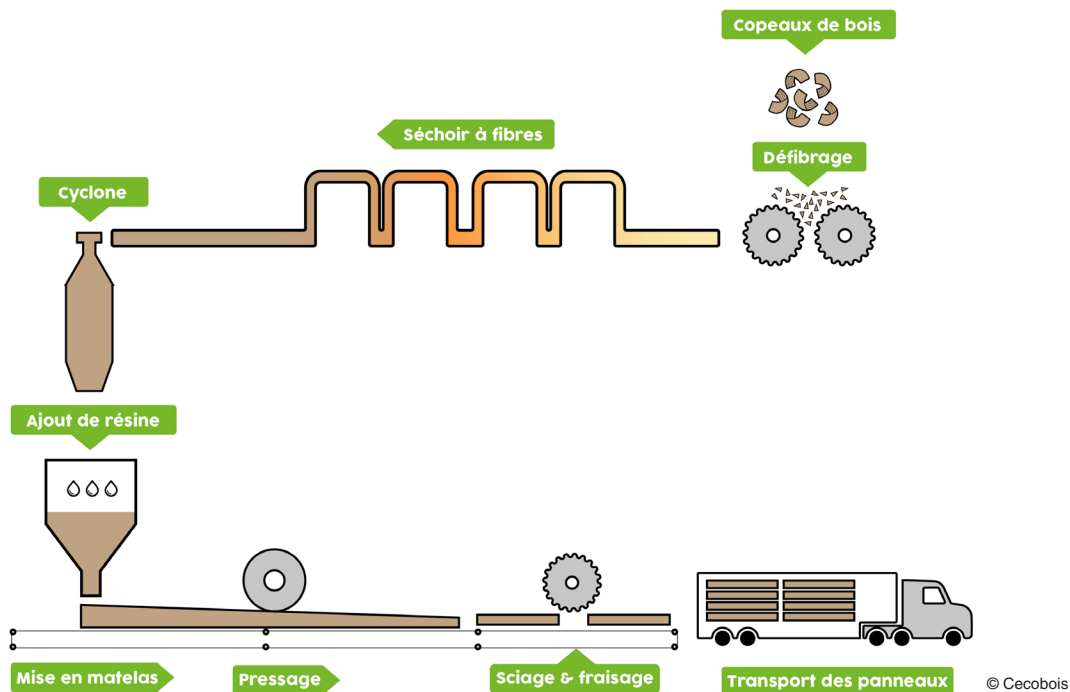 Copeaux de bois
Défibrage
Séchoir à fibres
Cyclone
Ajout de résine
Mise en matelas
Pressage
Sciage & fraisage
Transport des panneaux
© Cecobois